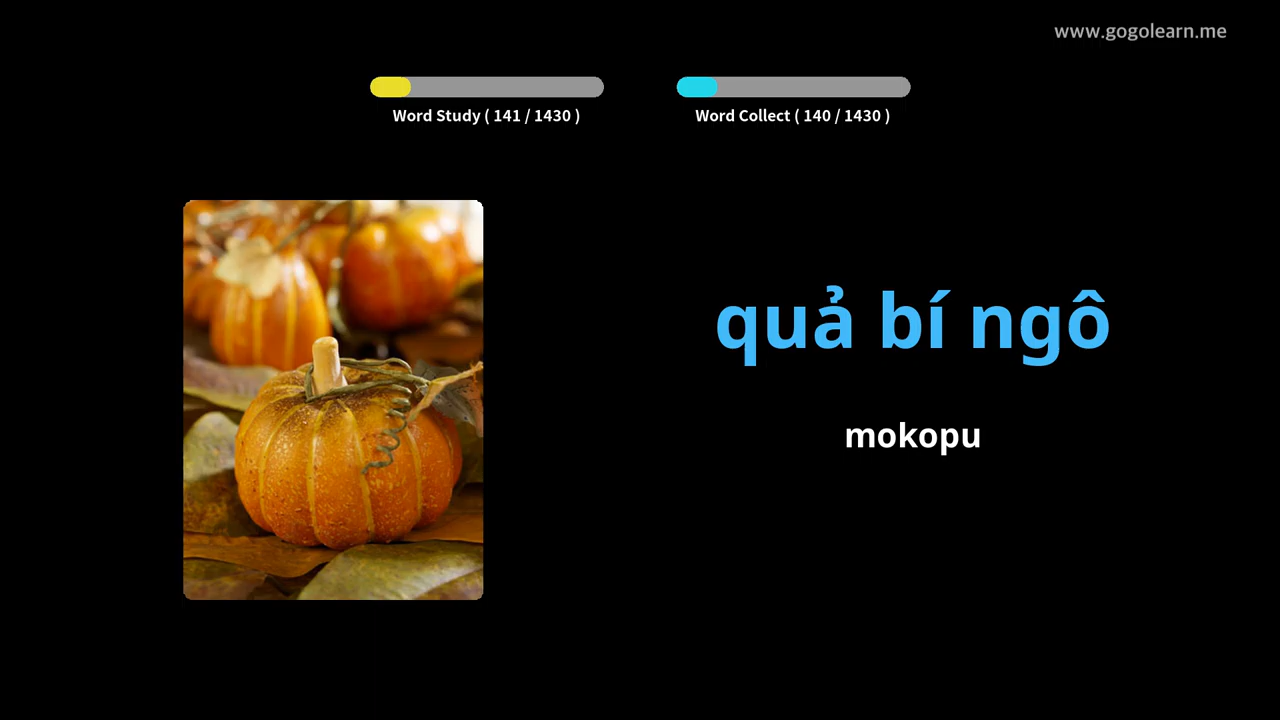 www.gogolearn.me
Word Study ( 141 / 1430 )
Word Collect ( 140 / 1430 )
quả bí ngô
mokopu